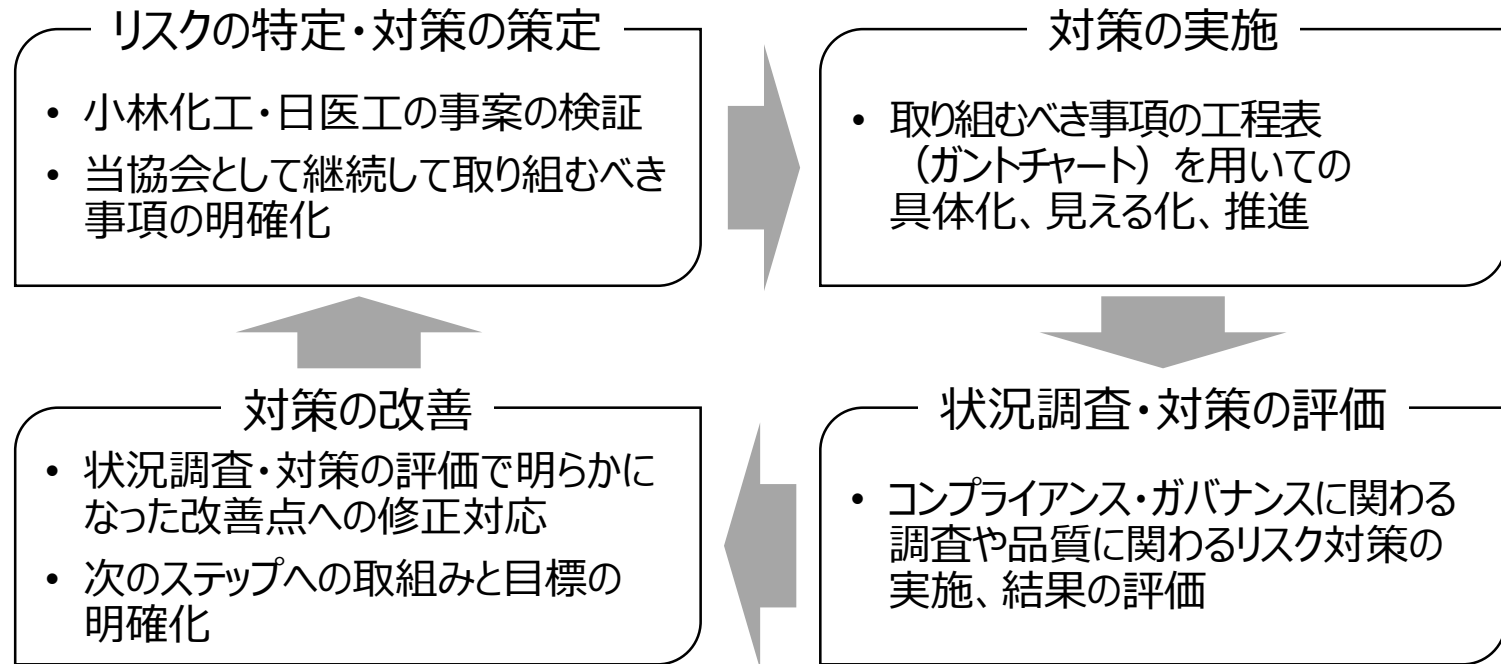 リスクの特定・対策の策定
• 小林化工・日医工の事案の検証
• 当協会として継続して取り組むべき
事項の明確化
対策の実施
• 取り組むべき事項の工程表
（ガントチャート）を用いての
具体化、見える化、推進
状況調査・対策の評価
• コンプライアンス・ガバナンスに関わる
調査や品質に関わるリスク対策の
実施、結果の評価
対策の改善
• 状況調査・対策の評価で明らかに
なった改善点への修正対応
• 次のステップへの取組みと目標の
明確化